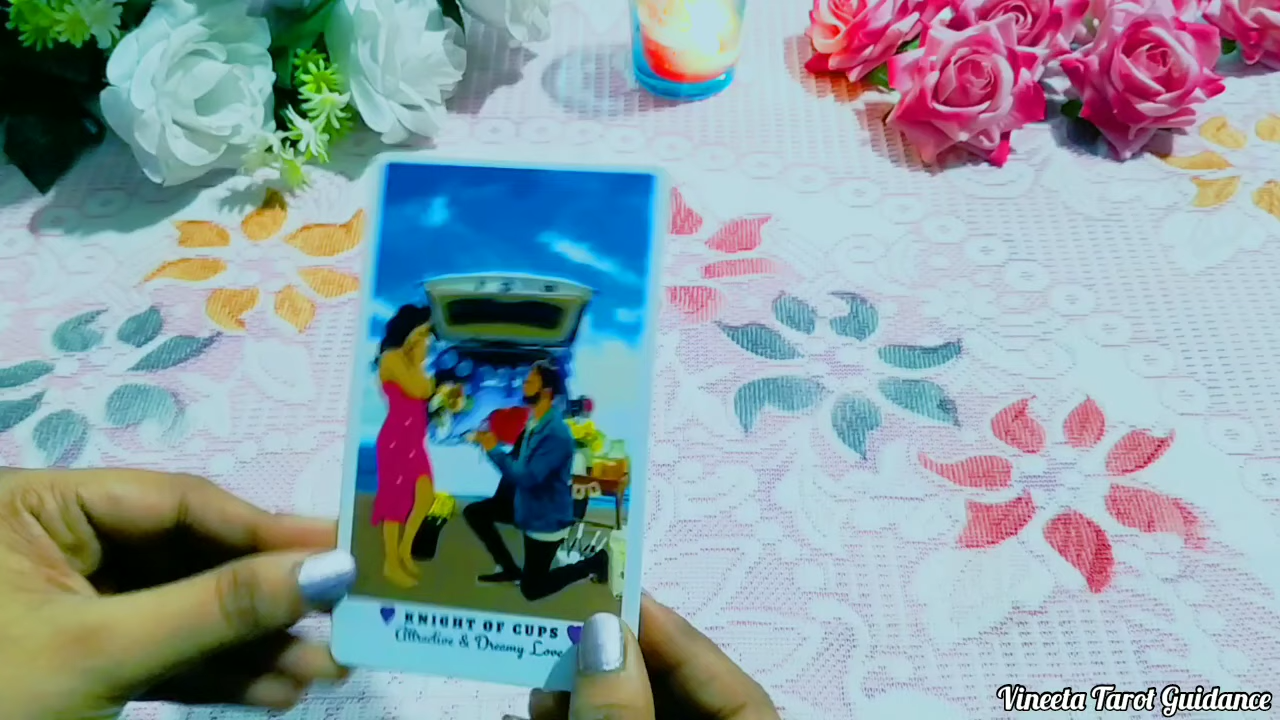 KNIGHT OF CUPS
Attractive & Dreamy Love
Vineeta Tarot Guidance